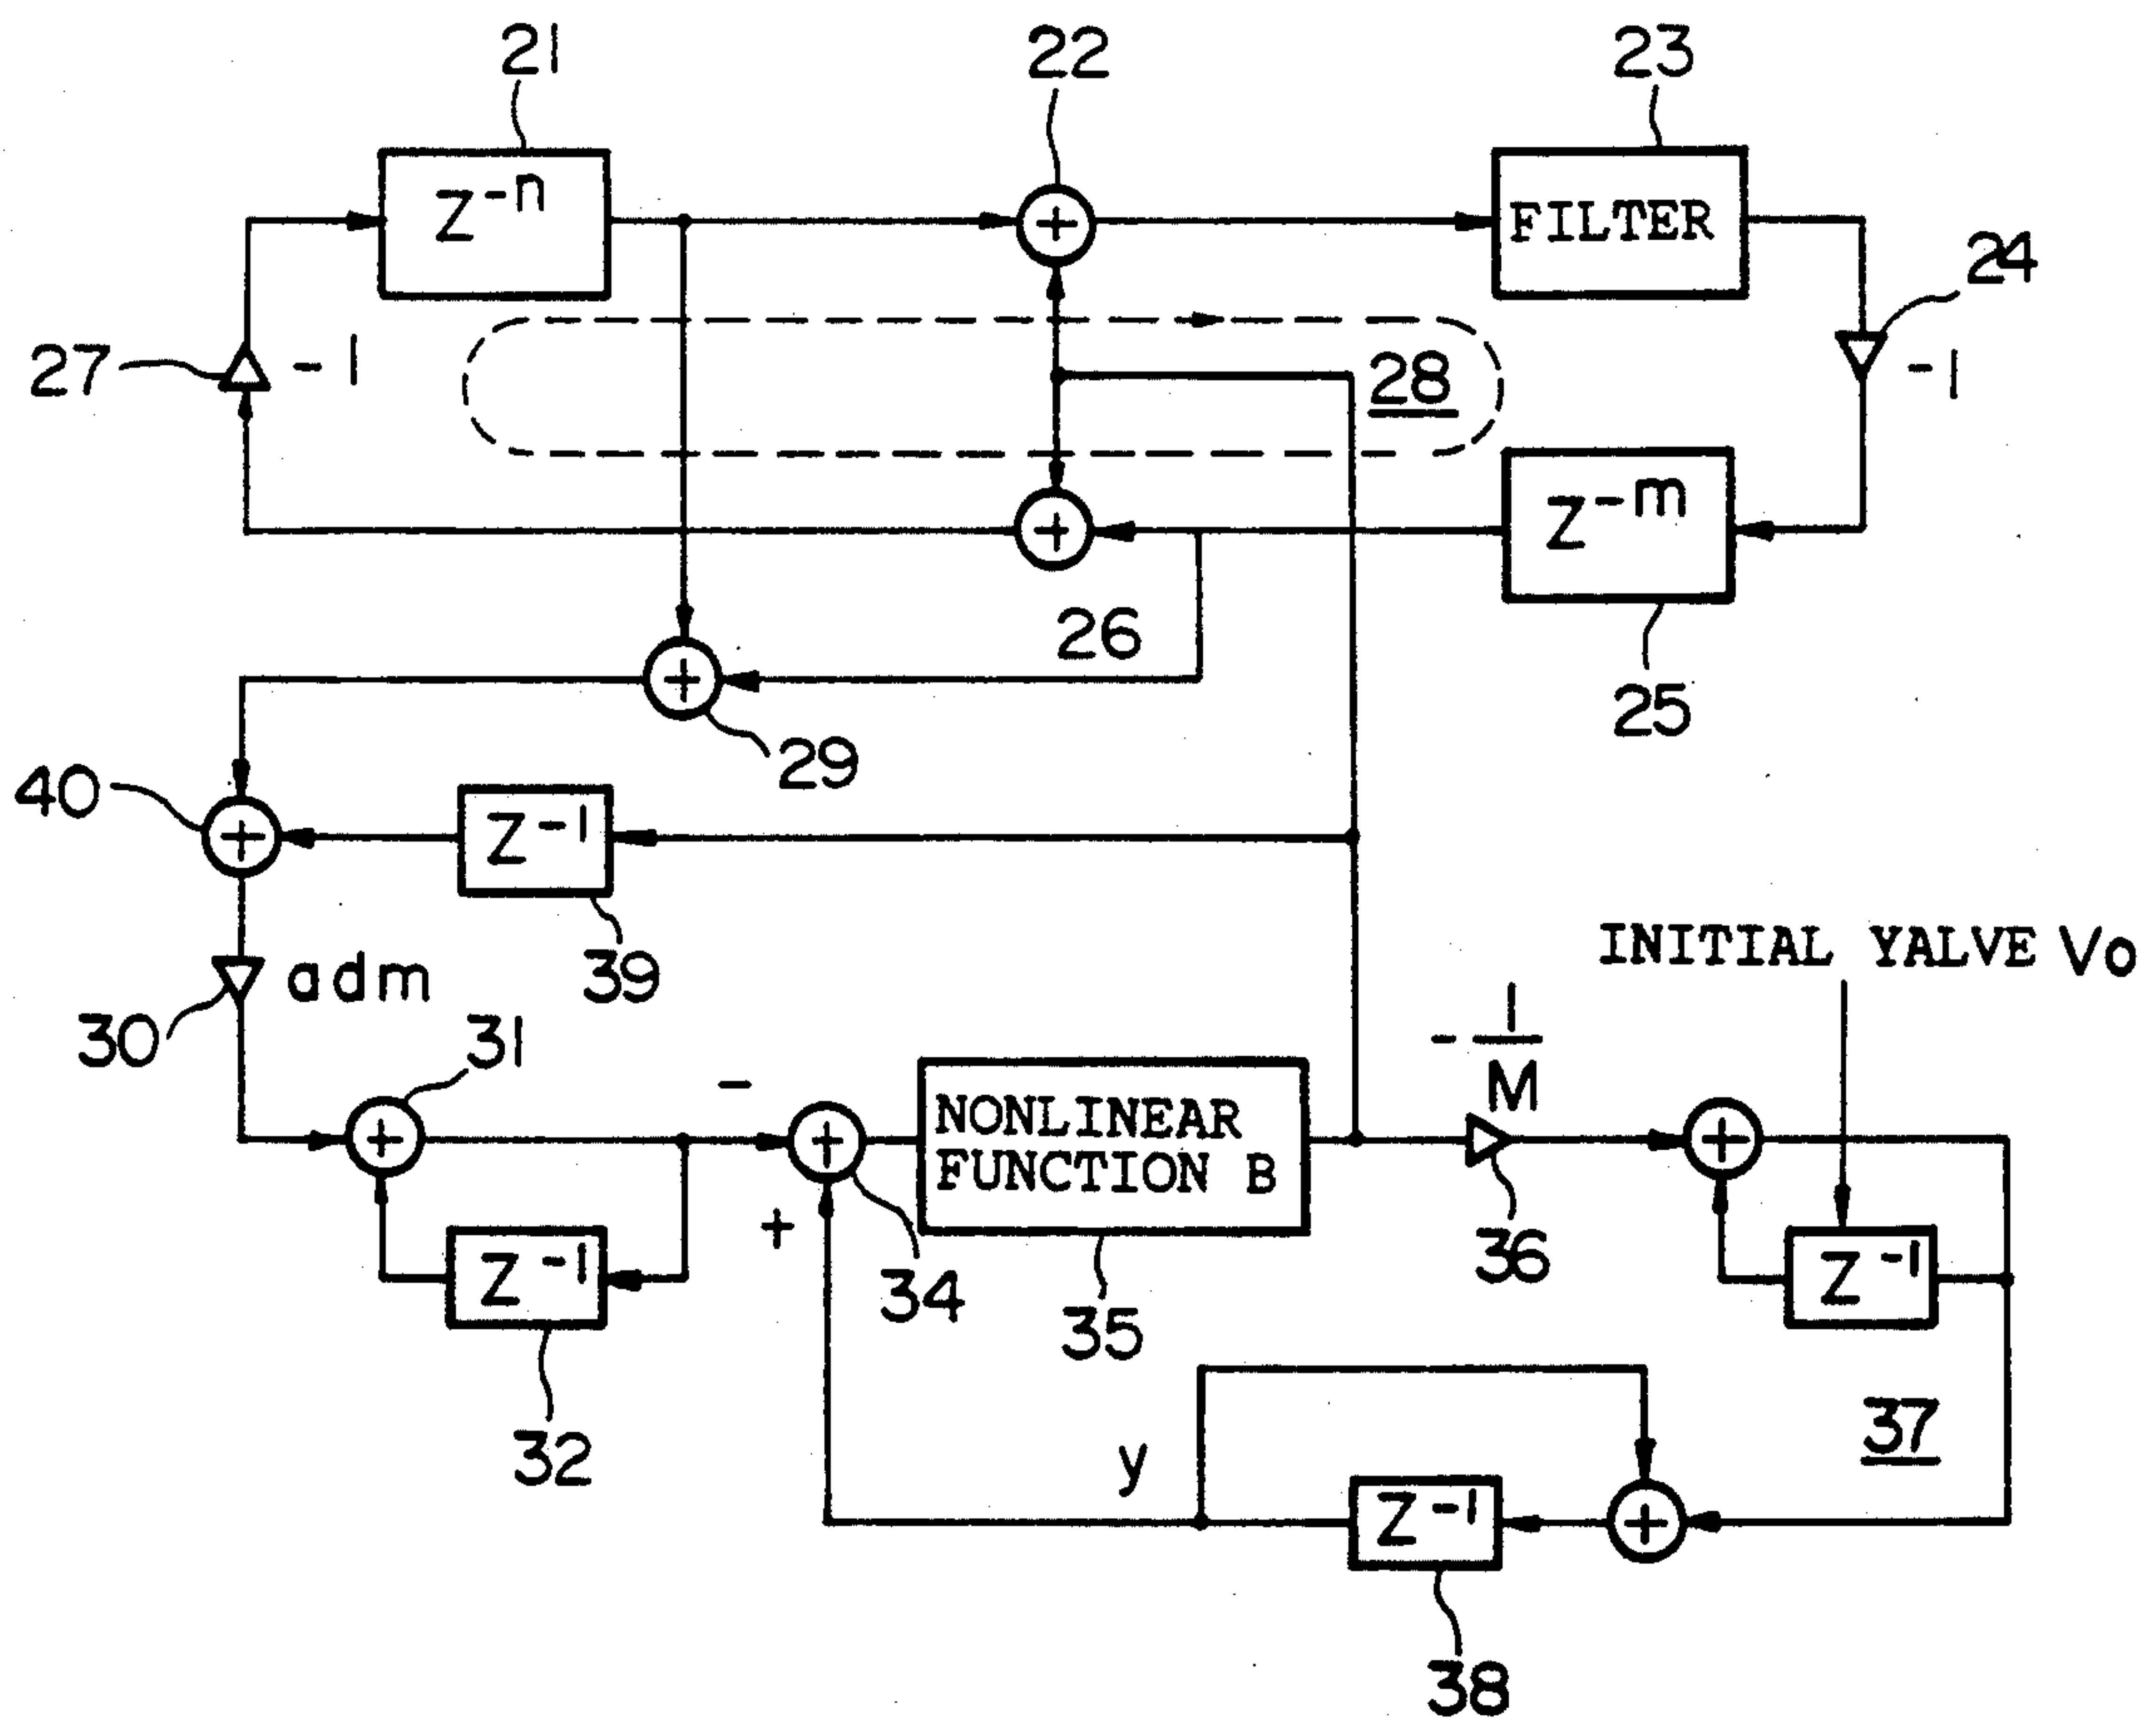 21
22
23
Z⁻ⁿ
FILTER
24
27
-1
28
-1
Z⁻ᵐ
26
25
29
40
Z⁻¹
39
INITIAL YALVE Vo
30
adm
31
- 1/M
-
NONLINEAR
FUNCTION B
+
Z⁻¹
34
35
36
Z⁻¹
32
37
y
Z⁻¹
38